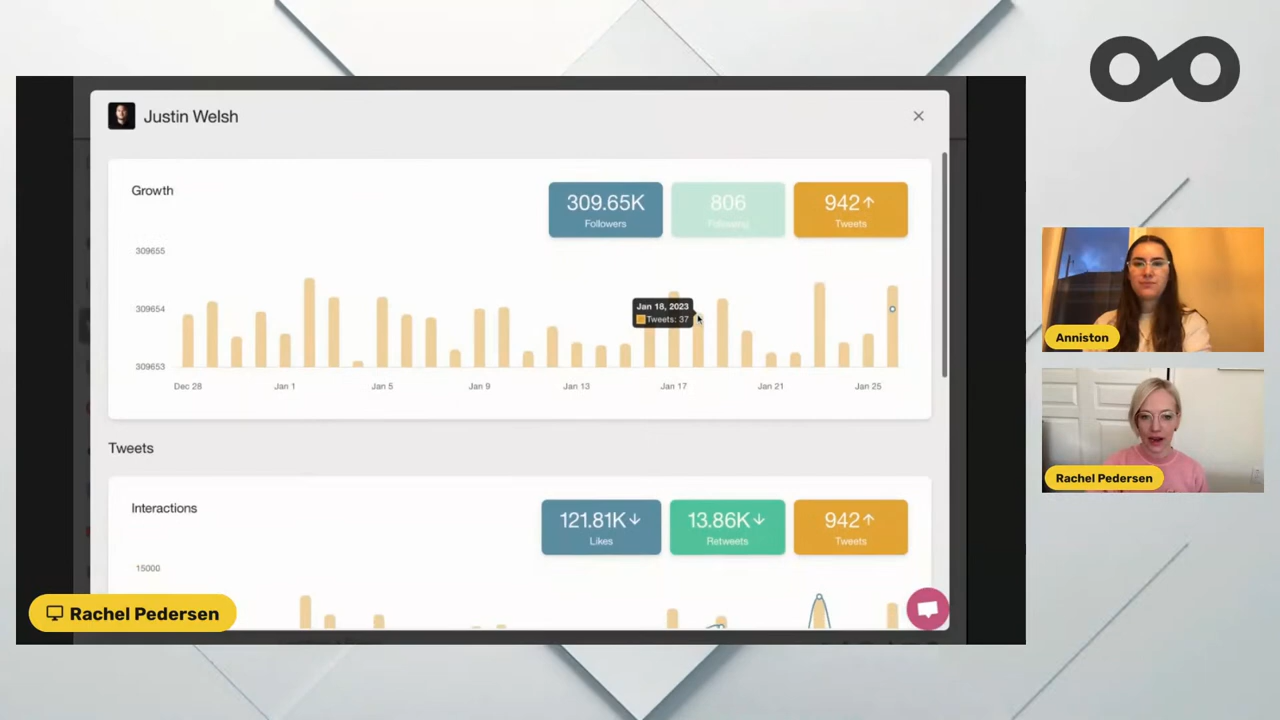 Justin Welsh
Growth
309.65K
Followers
806
Following
942
Tweets
309655
309654
309653
Jan 18, 2023
Tweets: 37
Dec 28
Jan 1
Jan 5
Jan 9
Jan 13
Jan 17
Jan 21
Jan 25
Tweets
Interactions
121.81K
Likes
13.86K
Retweets
942
Tweets
15000
Rachel Pedersen
Anniston
Rachel Pedersen